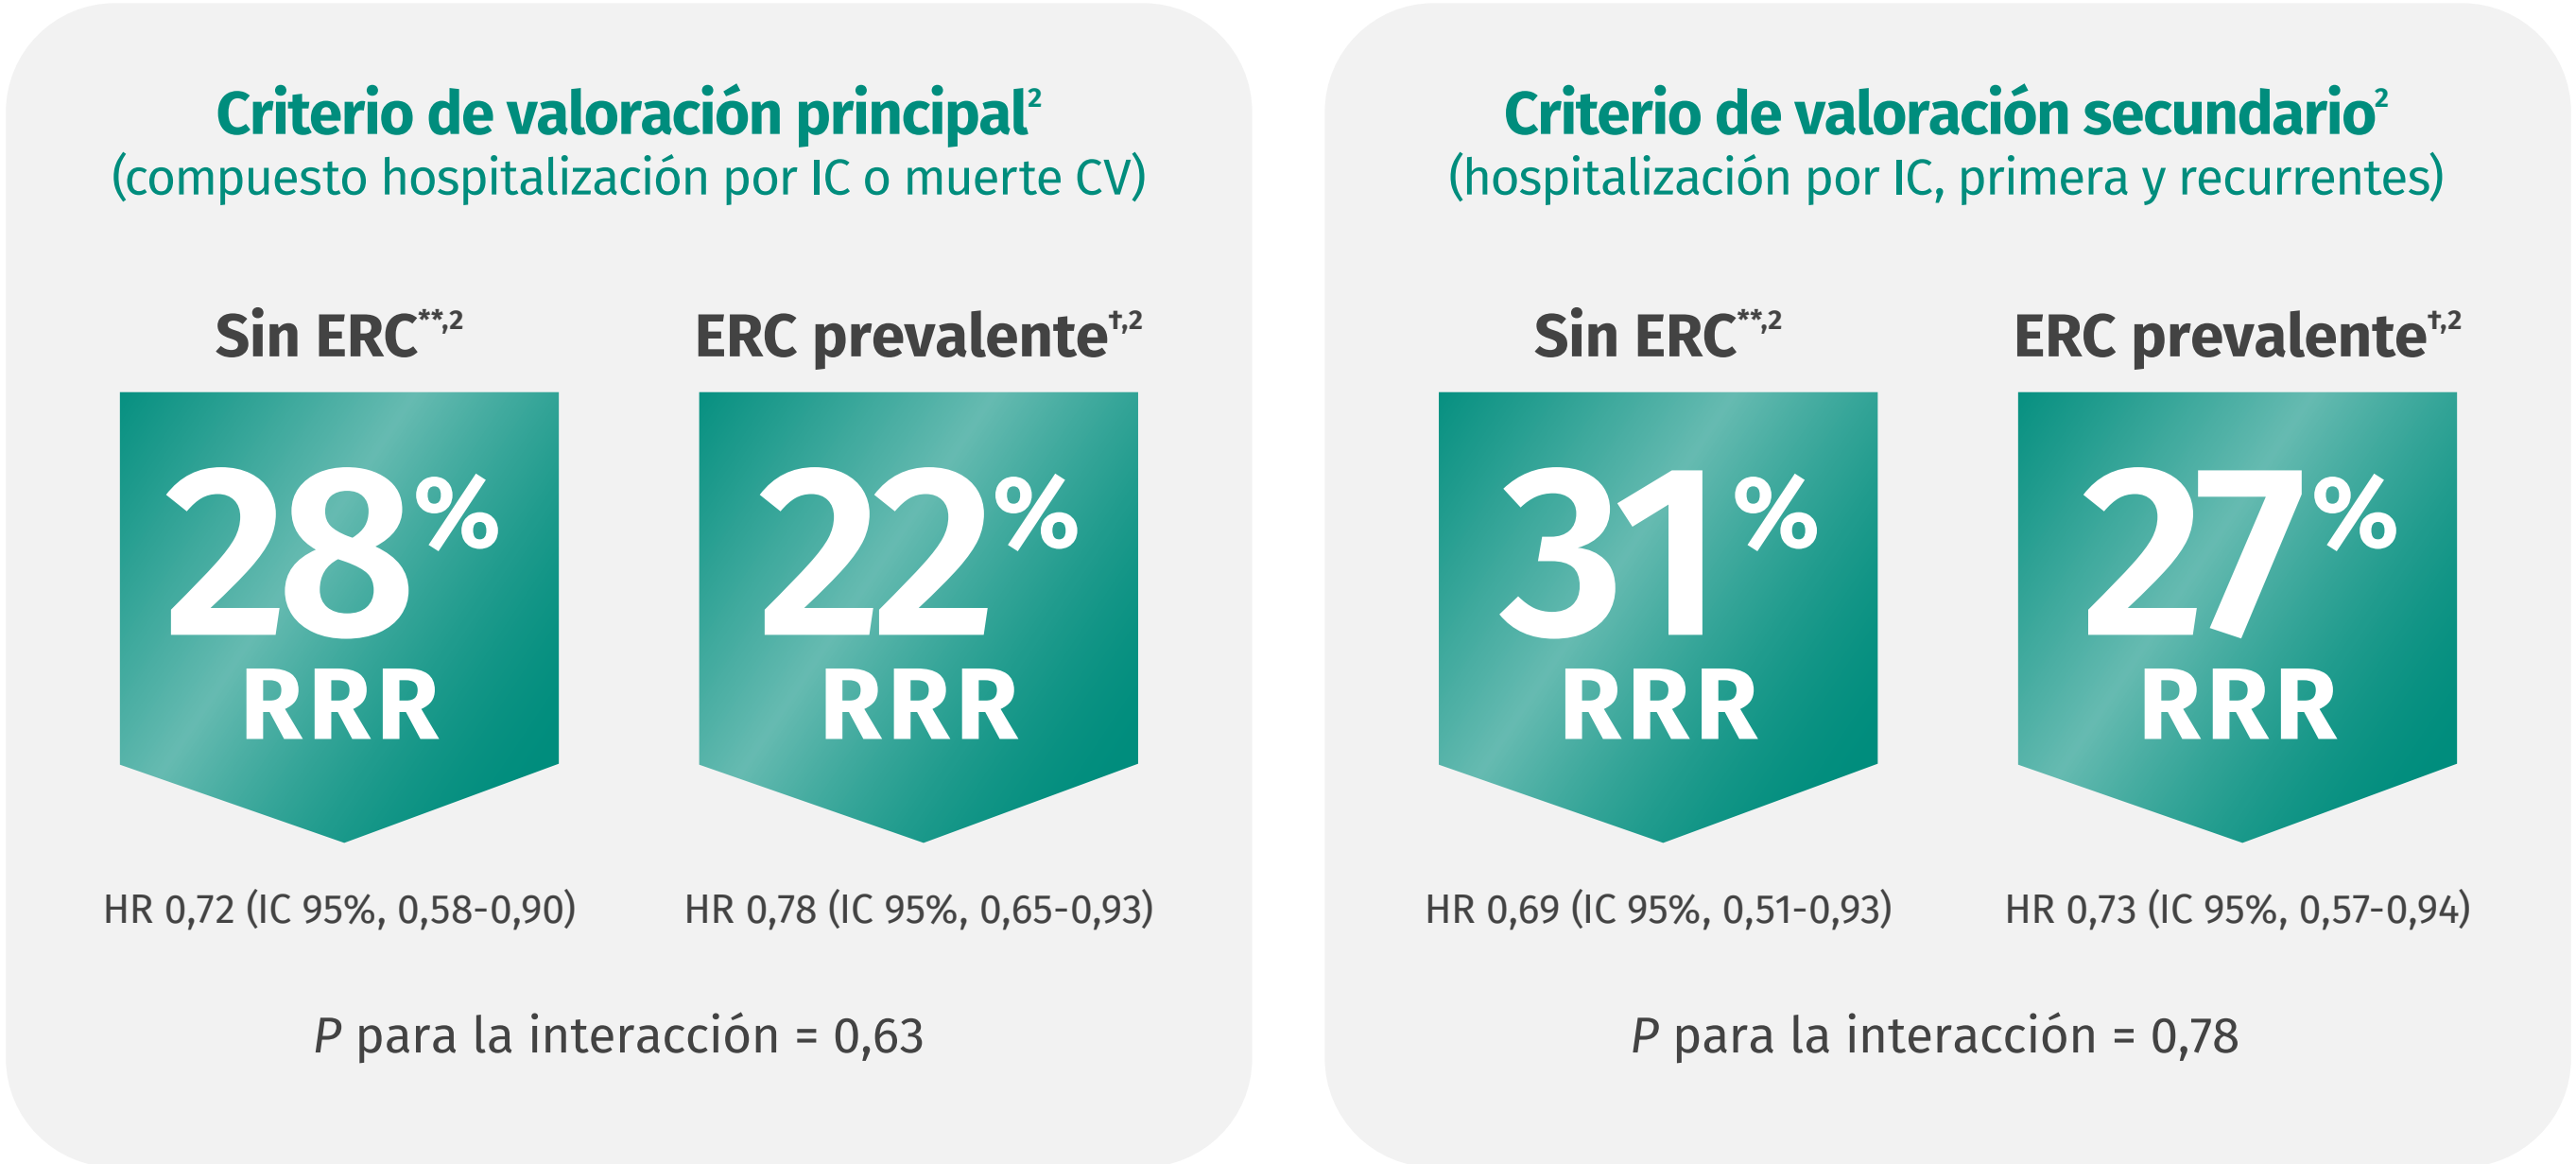 Criterio de valoración principal²
(compuesto hospitalización por IC o muerte CV)
Sin ERC**,2
ERC prevalente†,2
28%
RRR
22%
RRR
HR 0,72 (IC 95%, 0,58-0,90)
HR 0,78 (IC 95%, 0,65-0,93)
P para la interacción = 0,63
Criterio de valoración secundario²
(hospitalización por IC, primera y recurrentes)
Sin ERC**,2
ERC prevalente†,2
31%
RRR
27%
RRR
HR 0,69 (IC 95%, 0,51-0,93)
HR 0,73 (IC 95%, 0,57-0,94)
P para la interacción = 0,78